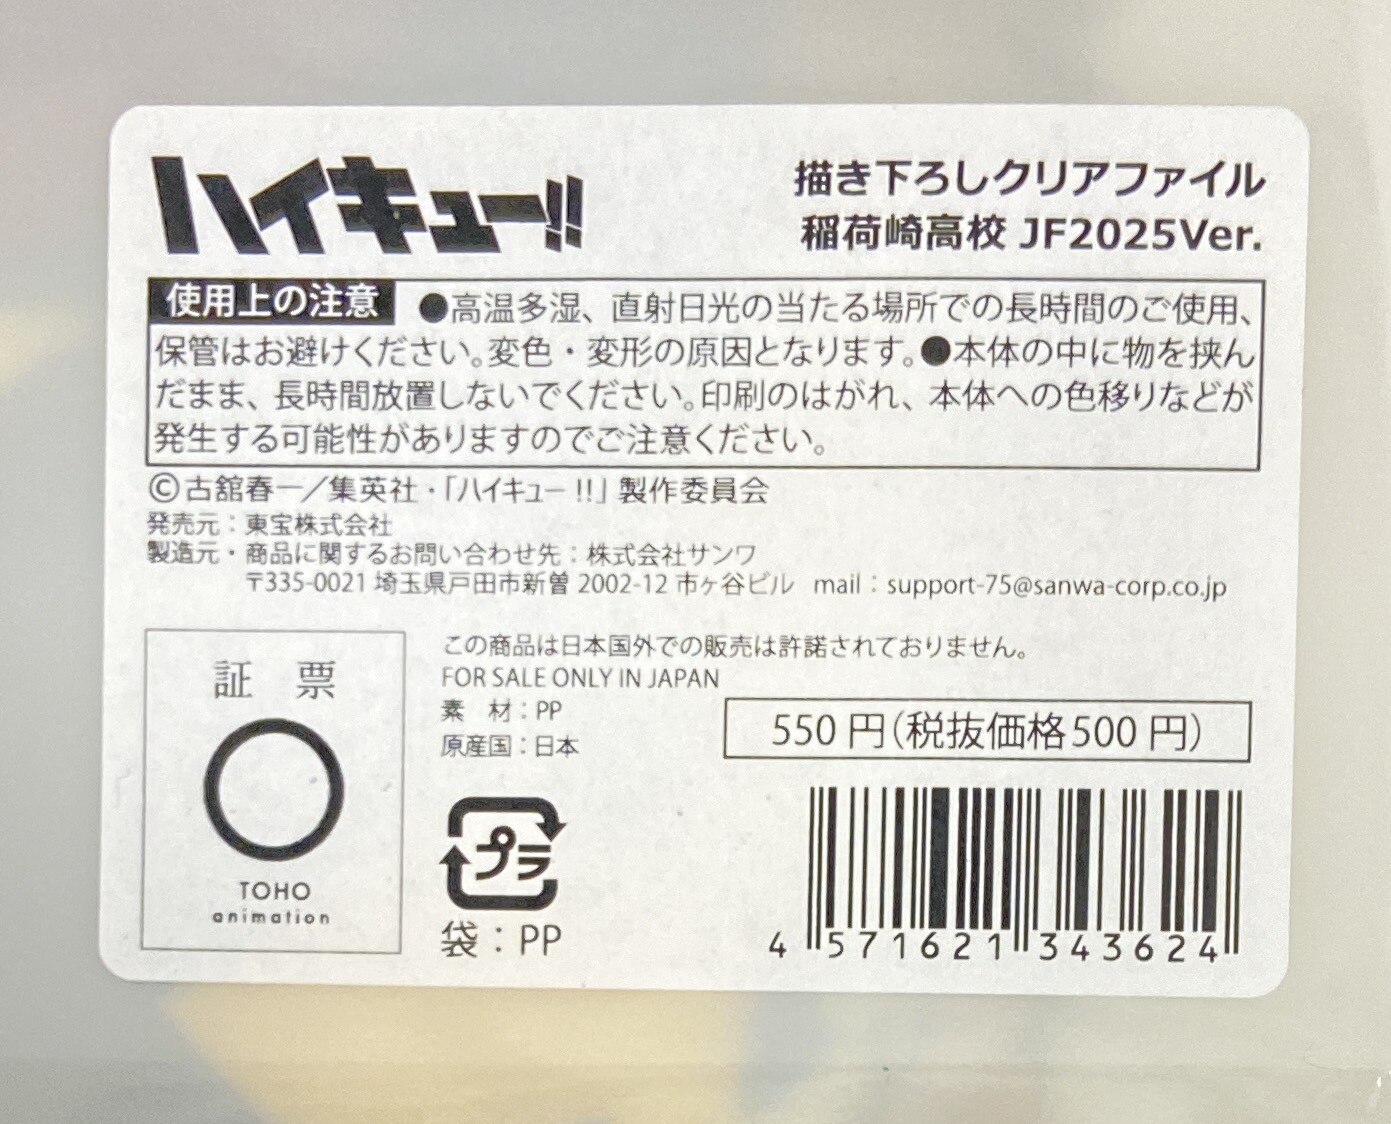 ハイキュー!!
描き下ろしクリアファイル
稲荷崎高校 JF2025Ver.
使用上の注意 ●高温多湿、直射日光の当たる場所での長時間のご使用、
保管はお避けください。変色・変形の原因となります。●本体の中に物を挟ん
だまま、長時間放置しないでください。印刷のはがれ、本体への色移りなどが
発生する可能性がありますのでご注意ください。
©古舘春一／集英社・「ハイキュー!!」製作委員会
発売元：東宝株式会社
製造元・商品に関するお問い合わせ先：株式会社サンワ
〒335-0021 埼玉県戸田市新曽 2002-12 市ヶ谷ビル mail：support-75@sanwa-corp.co.jp
証 票
TOHO
animation
この商品は日本国外での販売は許諾されておりません。
FOR SALE ONLY IN JAPAN
素 材：PP
原産国：日本
550 円（税抜価格500 円）
プラ
袋：PP
4 571621 343624